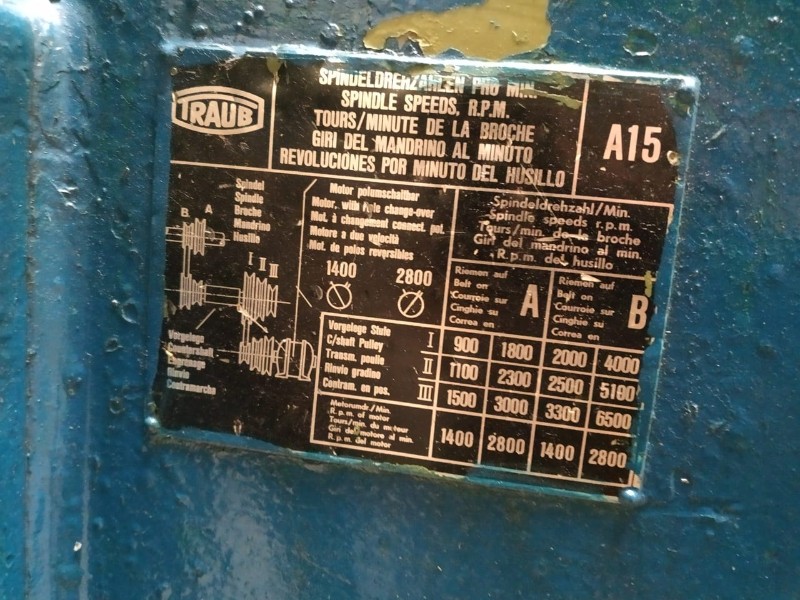 TRAUB
SPINDELDREHZAHLEN PRO MIN.
SPINDLE SPEEDS, R.P.M.
TOURS/MINUTE DE LA BROCHE
GIRI DEL MANDRINO AL MINUTO
REVOLUCIONES POR MINUTO DEL HUSILLO
A15
Spindel
Spindle
Broche
Mandrino
Husillo
B A
I II III
Vorgelege
Rinvio
Contramarcha
Motor polumschaltbar
Motor. with pole change-over
Mot. à changement connect. pol.
Motore a due velocità
Mot. de polos reversibles
1400 2800
Spindeldrehzahl/Min.
Spindle speeds r.p.m.
Tours/min. de la broche
Giri del mandrino al min.
R.p.m. del husillo
Riemen auf
Belt on
Courroie sur
Cinghie su
Correa en
A
Riemen auf
Belt on
Courroie sur
Cinghie su
Correa en
B
Vorgelege Stufe
C/shaft Pulley
Transm. poulie
Rinvio gradino
Contram. en pos.
I 900 1800 2000 4000
II 1100 2300 2500 5100
III 1500 3000 3300 6500
Motorumdr./Min.
R.p.m. of motor
Tours/min. du moteur
Giri del motore al min.
R.p.m. del motor
1400 2800 1400 2800